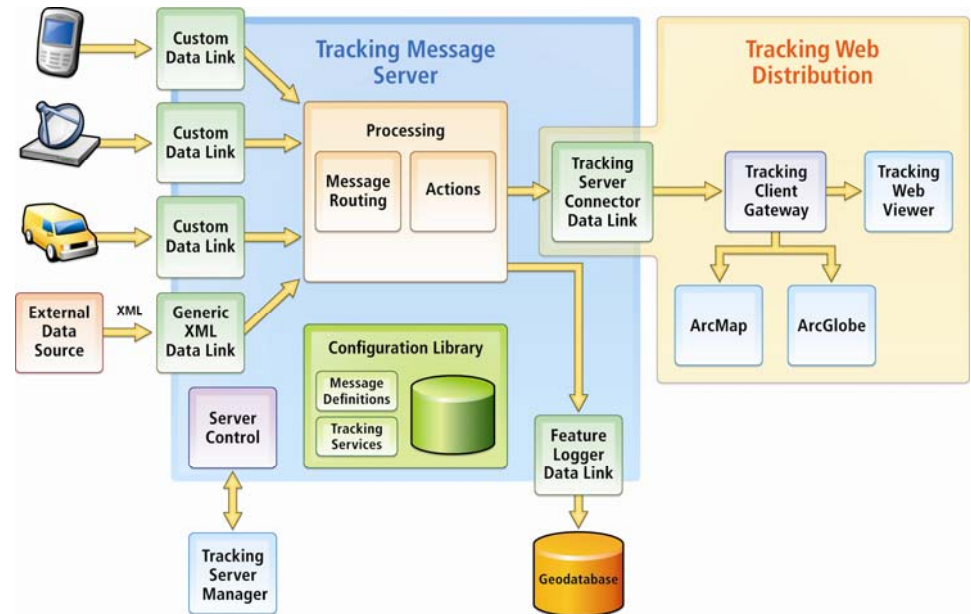 Custom
Data Link
Tracking Message
Server
Tracking Web
Distribution
Custom
Data Link
Processing
Message
Routing
Actions
Tracking
Server
Connector
Data Link
Tracking
Client
Gateway
Tracking
Web
Viewer
Custom
Data Link
External
Data
Source
XML
Generic
XML
Data Link
ArcMap
ArcGlobe
Configuration Library
Message
Definitions
Tracking
Services
Server
Control
Feature
Logger
Data Link
Tracking
Server
Manager
Geodatabase